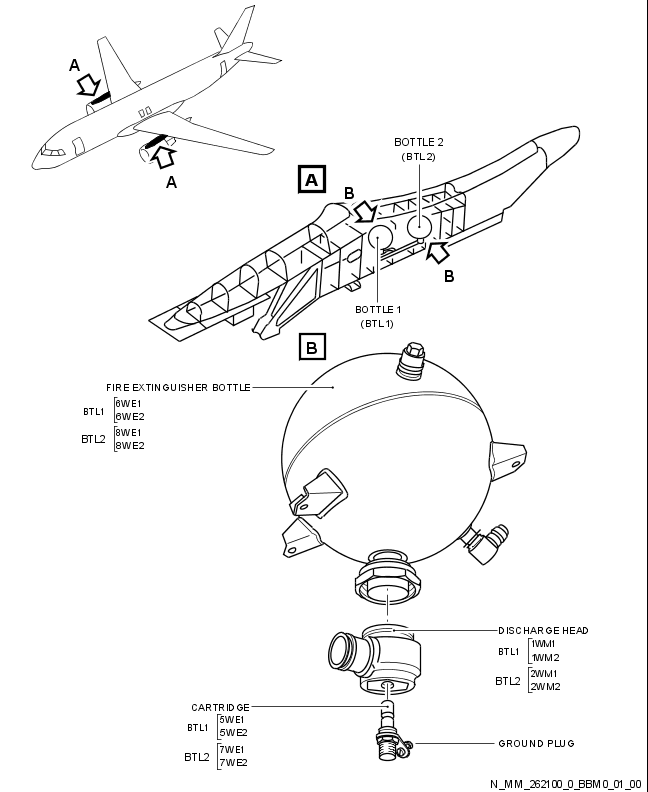 A
A
BOTTLE 2
(BTL2)
A
B
B
BOTTLE 1
(BTL1)
B
FIRE EXTINGUISHER BOTTLE
BTL1
6WE1
6WE2
BTL2
8WE1
8WE2
DISCHARGE HEAD
BTL1
1WM1
1WM2
BTL2
2WM1
2WM2
CARTRIDGE
BTL1
5WE1
5WE2
BTL2
7WE1
7WE2
GROUND PLUG
N_MM_262100_0_BBM0_01_00